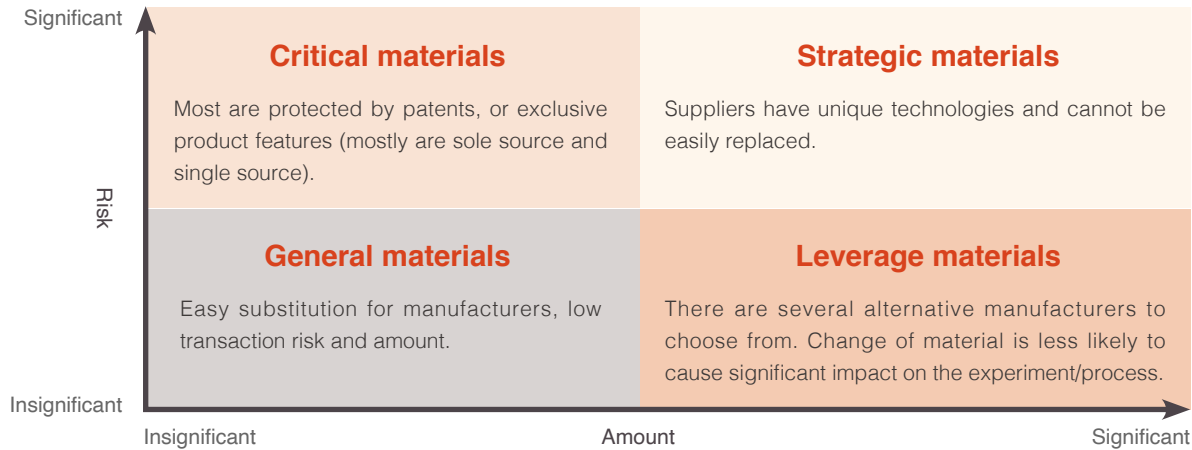 Significant
Critical materials
Most are protected by patents, or exclusive
product features (mostly are sole source and
single source).
Strategic materials
Suppliers have unique technologies and cannot be
easily replaced.
Risk
General materials
Easy substitution for manufacturers, low
transaction risk and amount.
Leverage materials
There are several alternative manufacturers to
choose from. Change of material is less likely to
cause significant impact on the experiment/process.
Insignificant
Insignificant
Amount
Significant